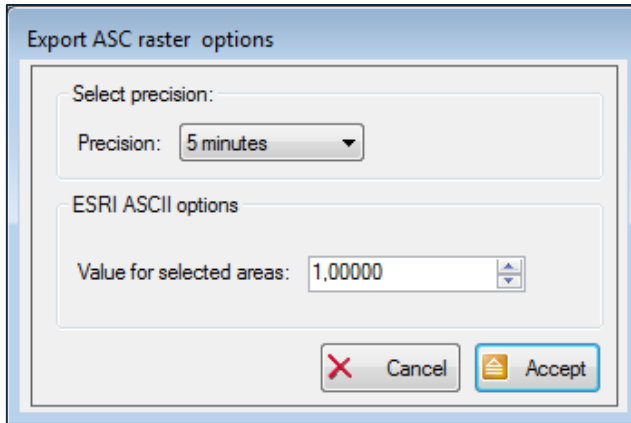 Export ASC raster options
Select precision:
Precision: 5 minutes
ESRI ASCII options
Value for selected areas: 1,00000
Cancel Accept